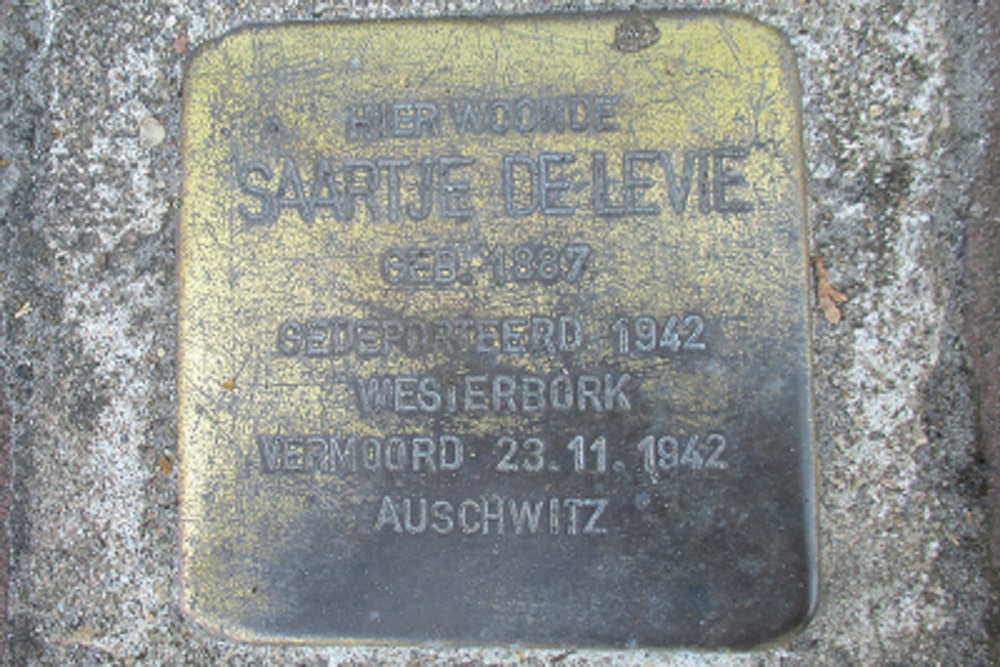 HIER WOONDE
SAARTJE DE LEVIE
GEB. 1887
GEDEPORTEERD 1942
WESTERBORK
VERMOORD 23.11.1942
AUSCHWITZ